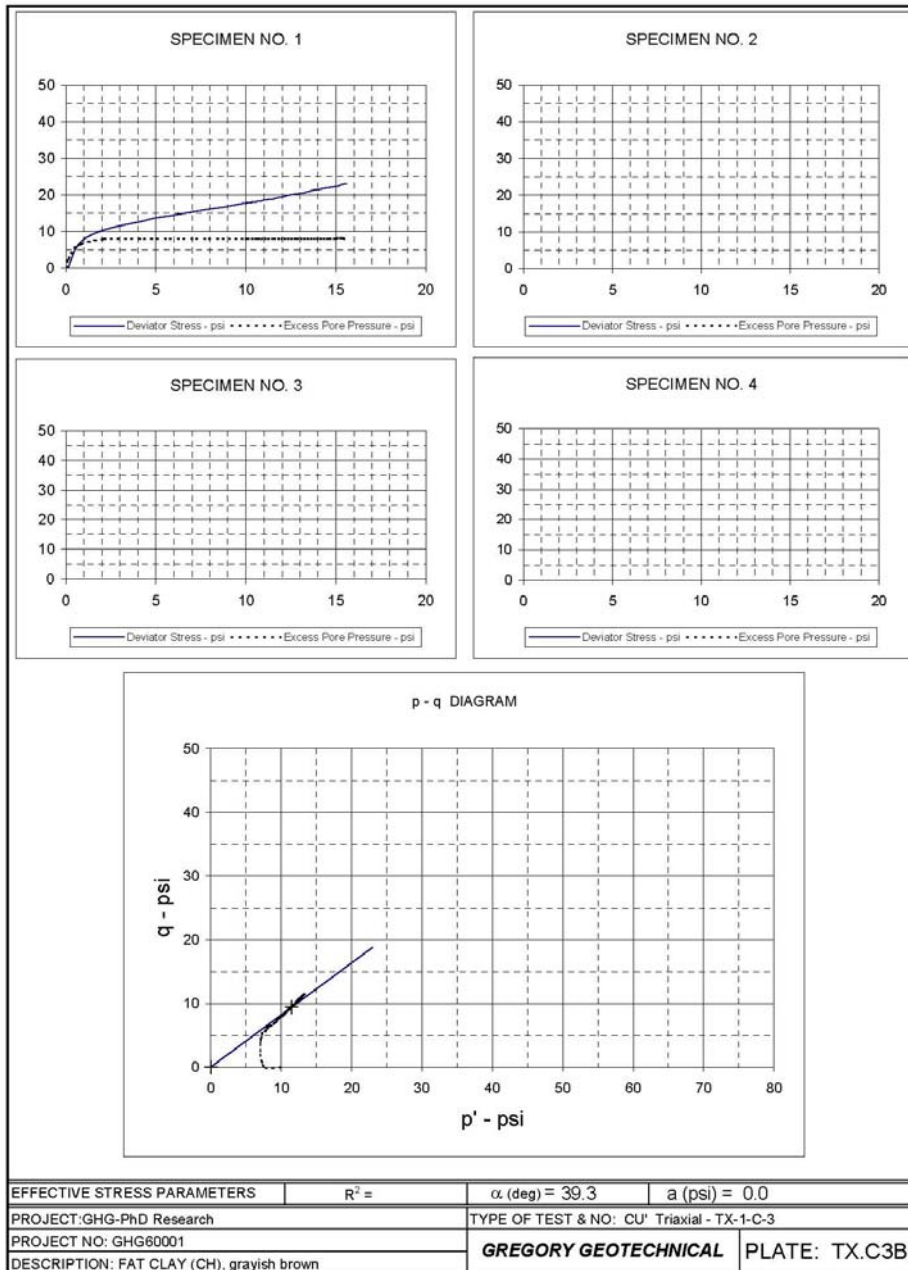 SPECIMEN NO. 1
50
40
30
20
10
0
0 5 10 15 20
Deviator Stress - psi Excess Pore Pressure - psi
SPECIMEN NO. 2
50
40
30
20
10
0
0 5 10 15 20
Deviator Stress - psi Excess Pore Pressure - psi
SPECIMEN NO. 3
50
40
30
20
10
0
0 5 10 15 20
Deviator Stress - psi Excess Pore Pressure - psi
SPECIMEN NO. 4
50
40
30
20
10
0
0 5 10 15 20
Deviator Stress - psi Excess Pore Pressure - psi
p - q DIAGRAM
q - psi
50
40
30
20
10
0
0 10 20 30 40 50 60 70 80
p' - psi
EFFECTIVE STRESS PARAMETERS R² = α (deg) = 39.3 a (psi) = 0.0
PROJECT:GHG-PhD Research TYPE OF TEST & NO: CU' Triaxial - TX-1-C-3
PROJECT NO: GHG60001
GREGORY GEOTECHNICAL PLATE: TX.C3B
DESCRIPTION: FAT CLAY (CH), grayish brown